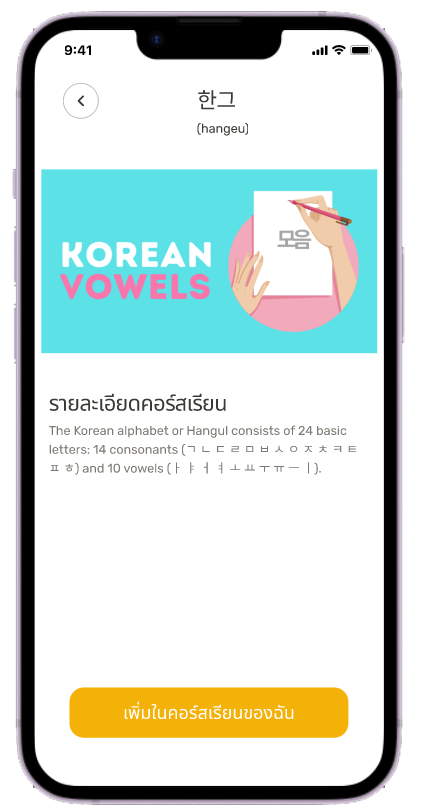 9:41
한그
(hangeu)
모음
KOREAN
VOWELS
รายละเอียดคอร์สเรียน
The Korean alphabet or Hangul consists of 24 basic
letters: 14 consonants (ㄱ ㄴ ㄷ ㄹ ㅁ ㅂ ㅅ ㅇ ㅈ ㅊ ㅋ ㅌ
ㅍ ㅎ) and 10 vowels (ㅏ ㅑ ㅓ ㅕ ㅗ ㅛ ㅜ ㅠ ㅡ ㅣ).
เพิ่มในคอร์สเรียนของฉัน